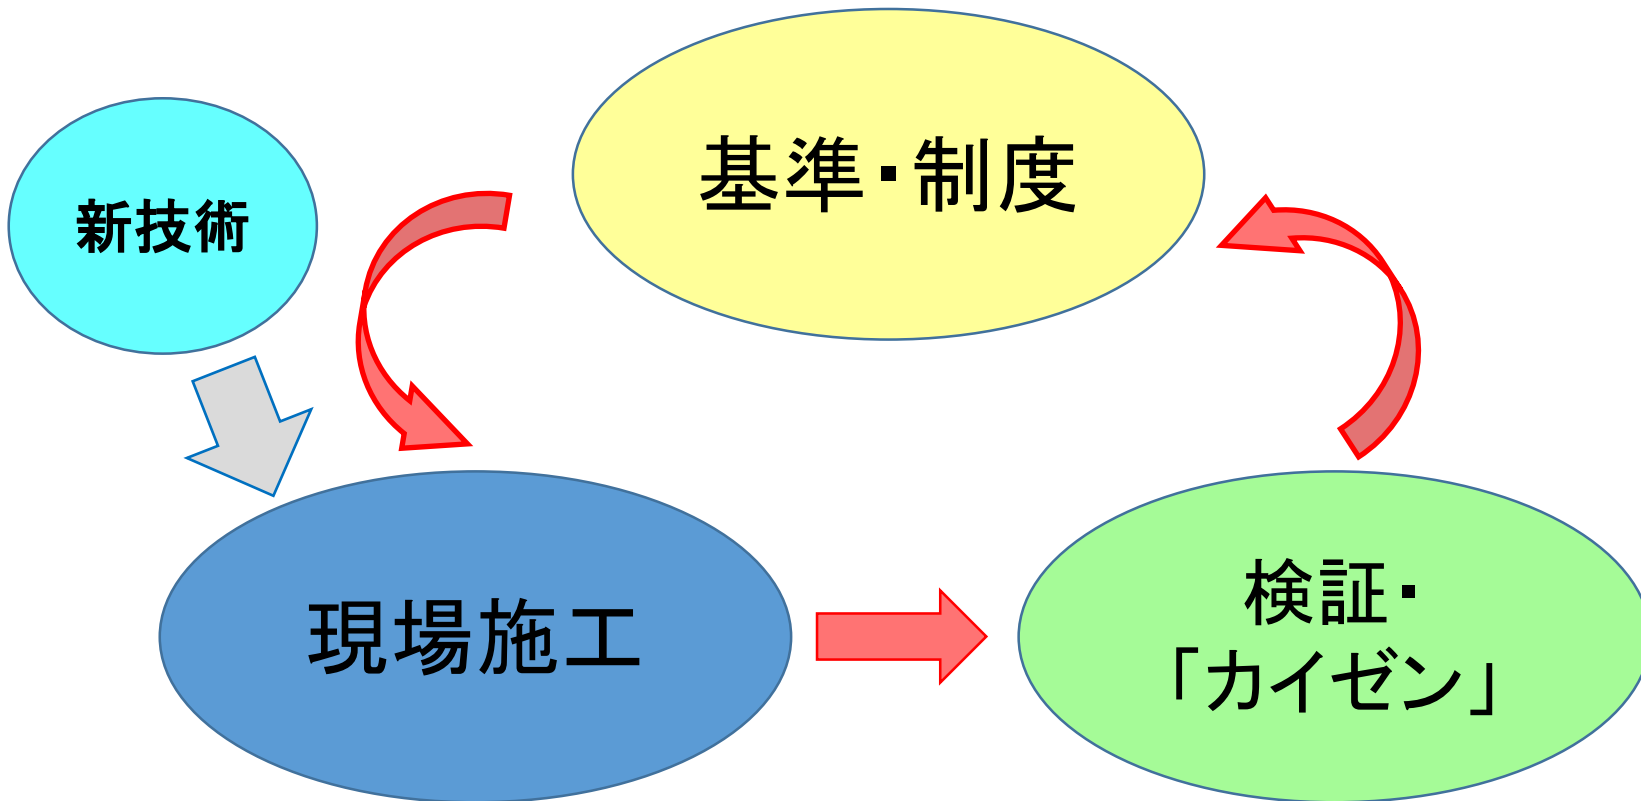 基準・制度
新技術
現場施工
検証・
「カイゼン」